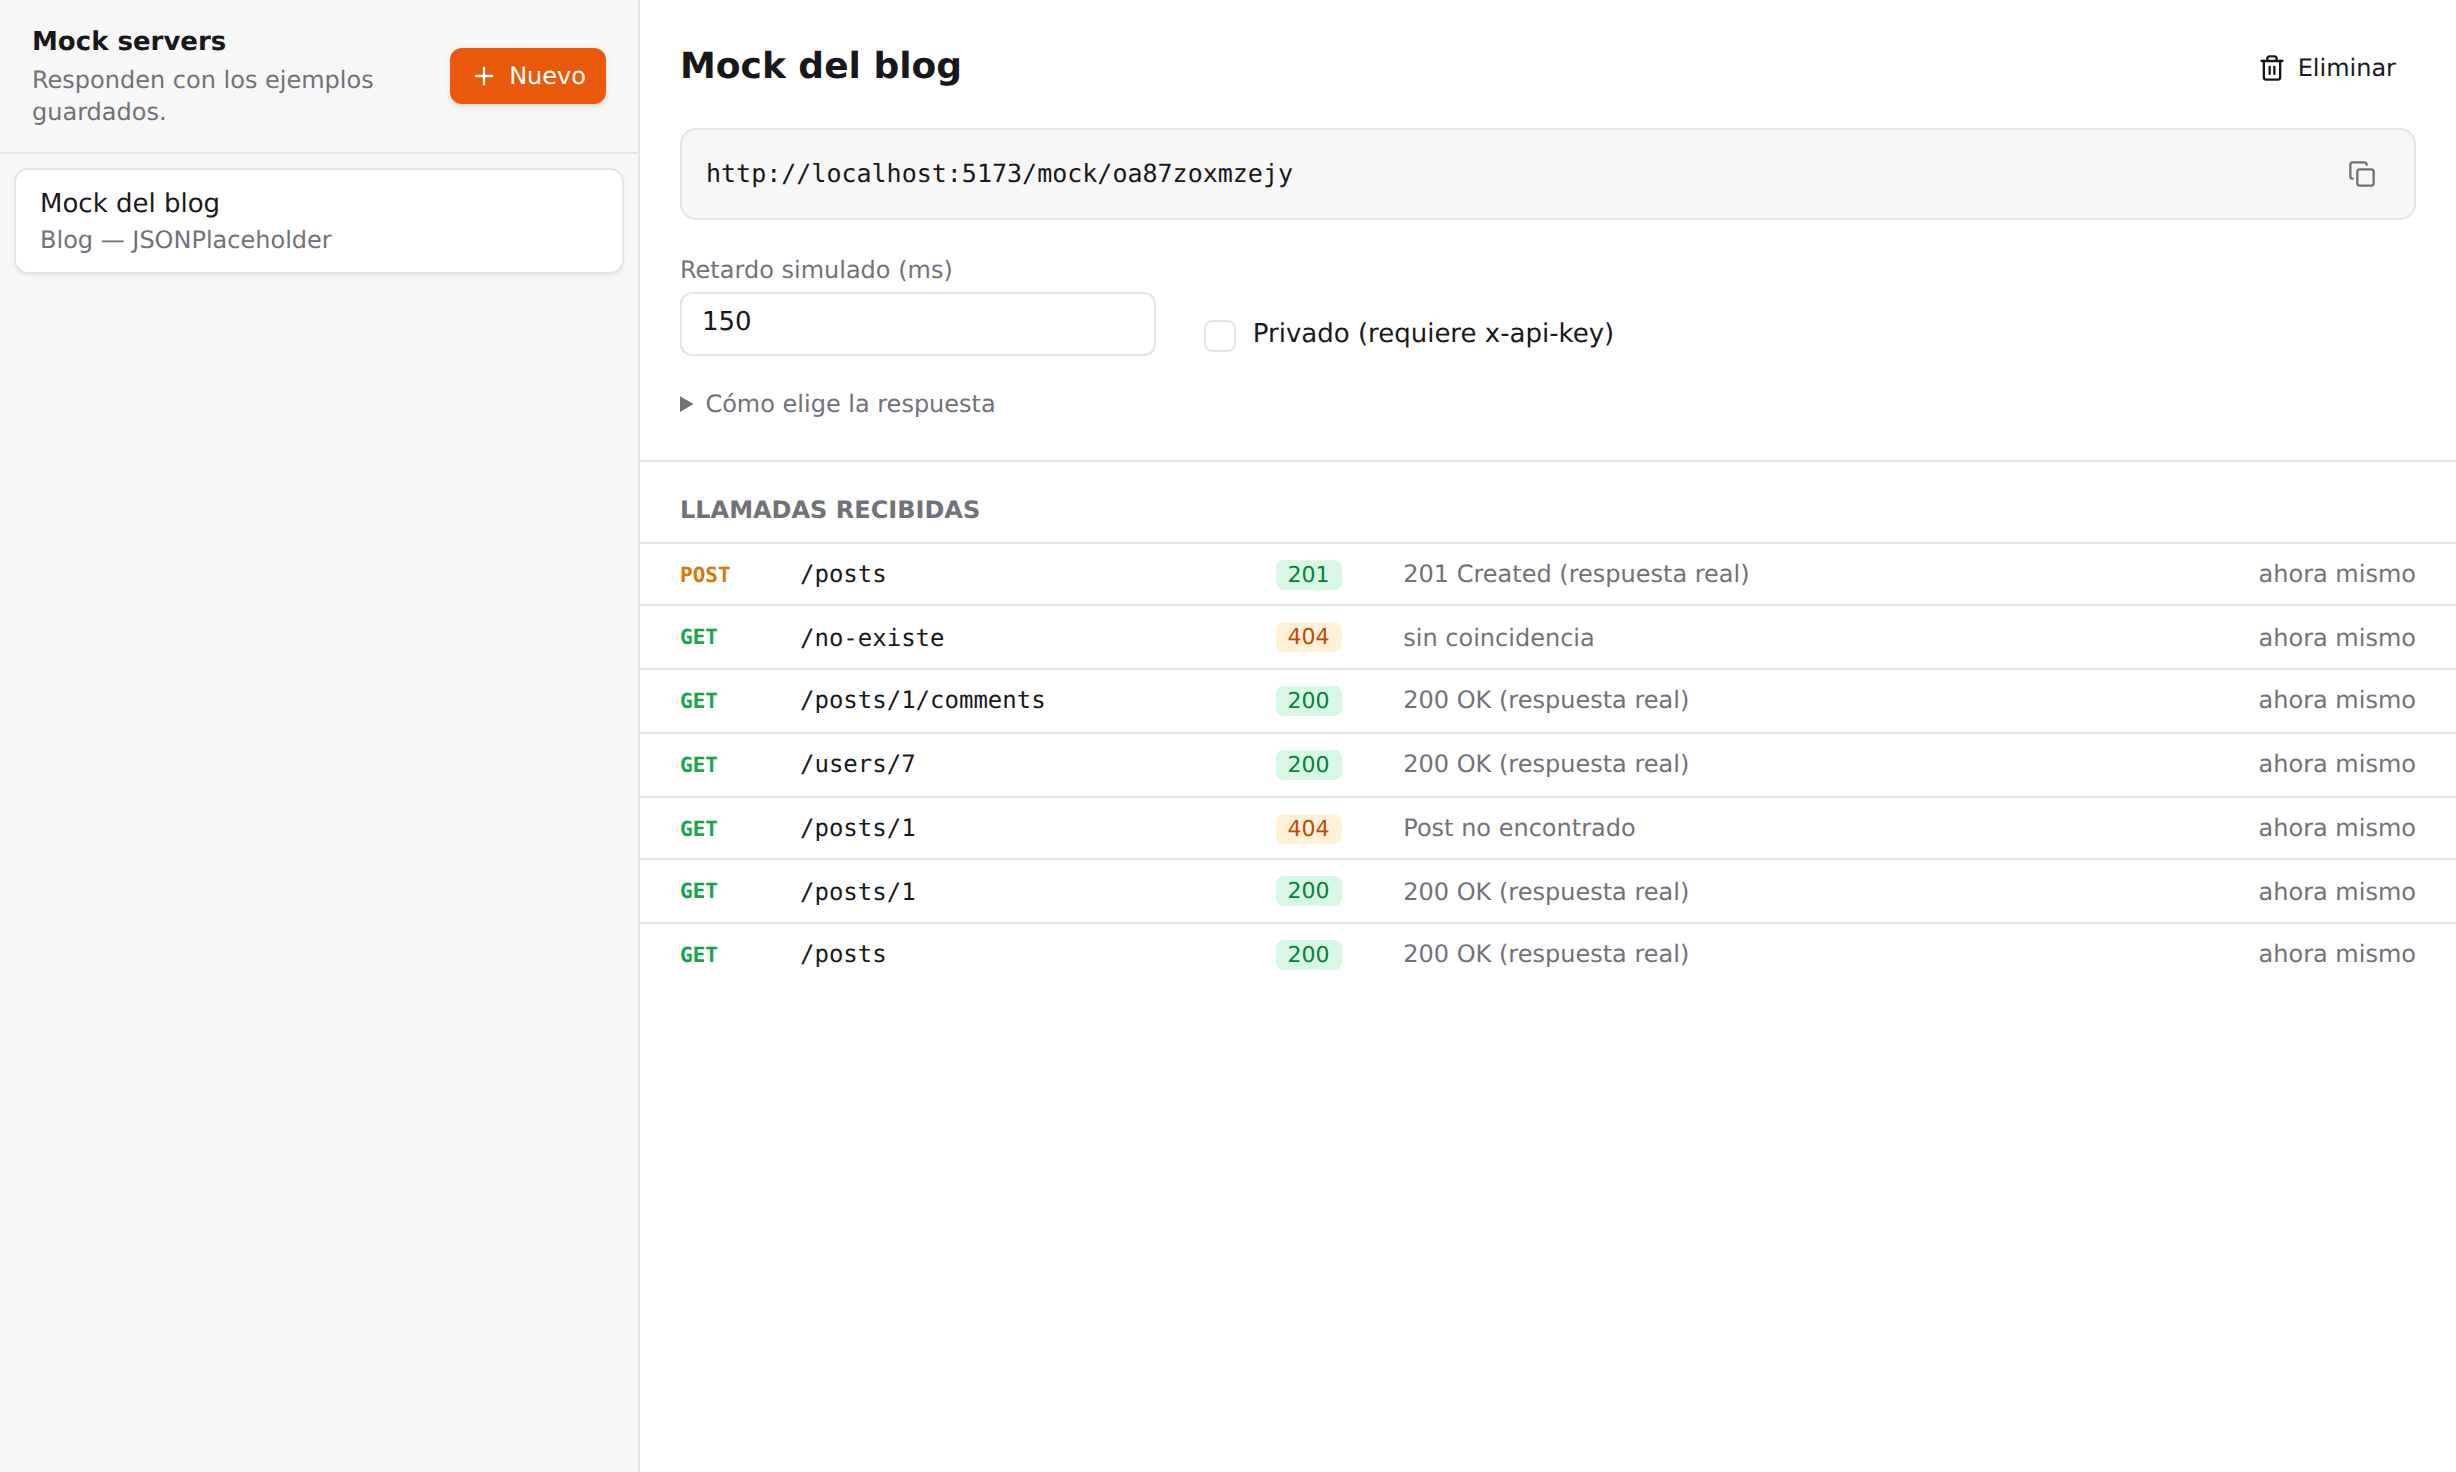 Mock servers
Responden con los ejemplos
guardados.
Nuevo
Mock del blog
Blog — JSONPlaceholder
Mock del blog
Eliminar
http://localhost:5173/mock/oa87zoxmzejy
Retardo simulado (ms)
150
Privado (requiere x-api-key)
Cómo elige la respuesta
LLAMADAS RECIBIDAS
POST /posts 201 201 Created (respuesta real) ahora mismo
GET /no-existe 404 sin coincidencia ahora mismo
GET /posts/1/comments 200 200 OK (respuesta real) ahora mismo
GET /users/7 200 200 OK (respuesta real) ahora mismo
GET /posts/1 404 Post no encontrado ahora mismo
GET /posts/1 200 200 OK (respuesta real) ahora mismo
GET /posts 200 200 OK (respuesta real) ahora mismo